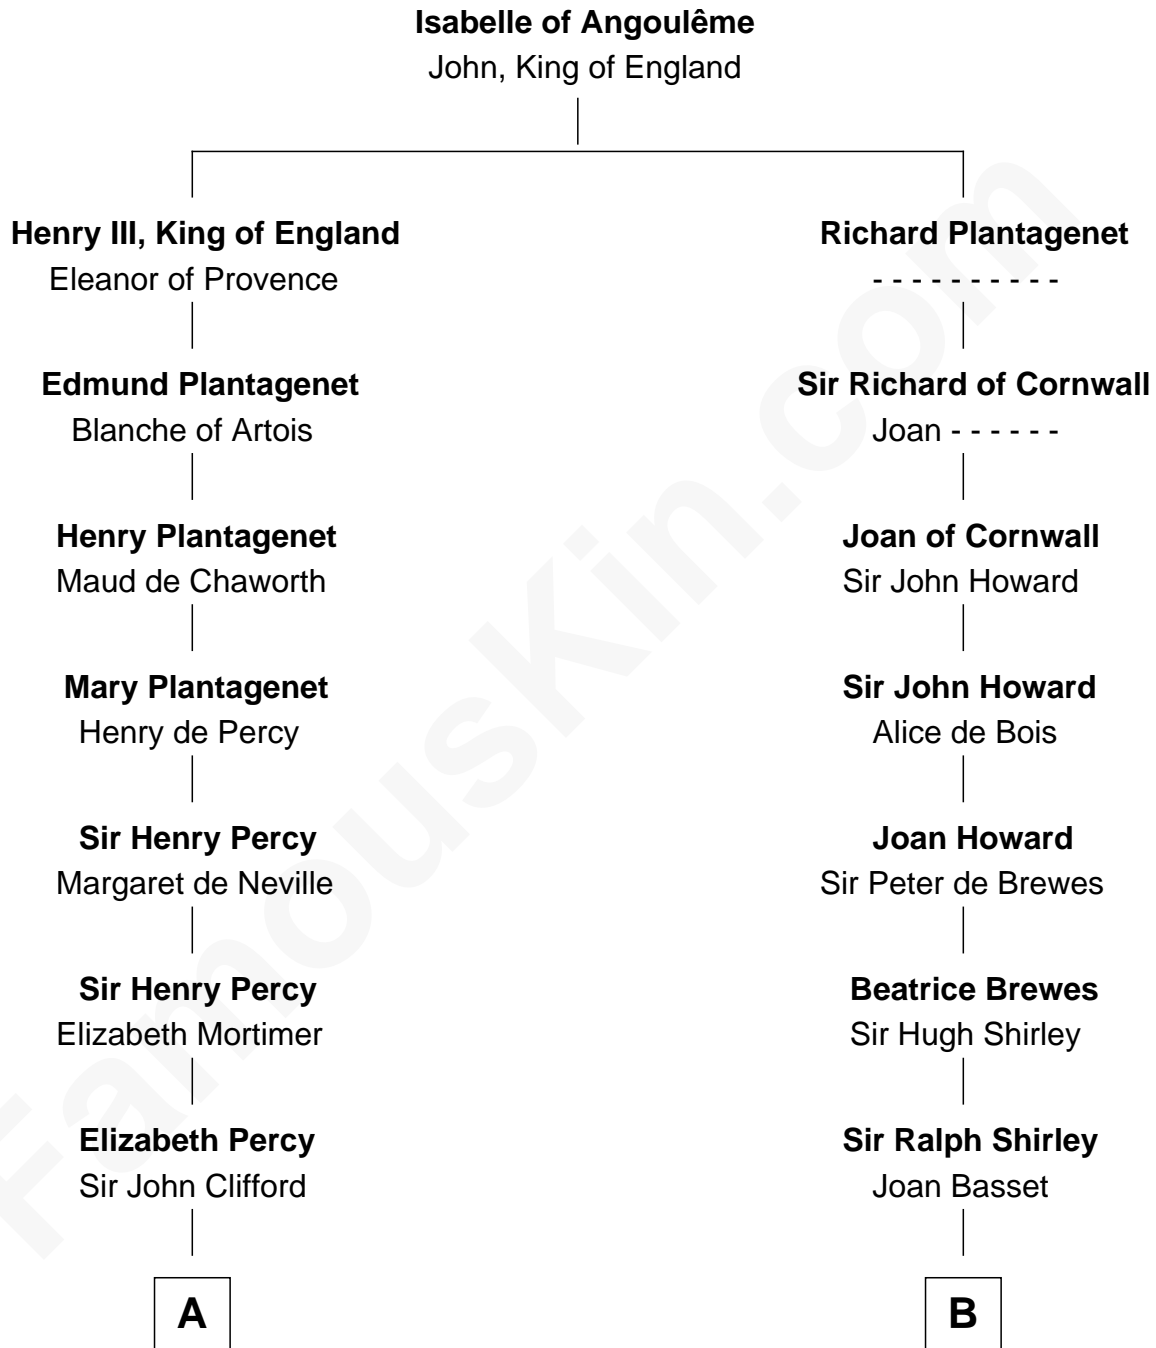 Isabelle of Angoulême
John, King of England
Henry III, King of England
Eleanor of Provence
Edmund Plantagenet
Blanche of Artois
Henry Plantagenet
Maud de Chaworth
Mary Plantagenet
Henry de Percy
Sir Henry Percy
Margaret de Neville
Sir Henry Percy
Elizabeth Mortimer
Elizabeth Percy
Sir John Clifford
A
Richard Plantagenet
- - - - - - - - - -
Sir Richard of Cornwall
Joan - - - - - -
Joan of Cornwall
Sir John Howard
Sir John Howard
Alice de Bois
Joan Howard
Sir Peter de Brewes
Beatrice Brewes
Sir Hugh Shirley
Sir Ralph Shirley
Joan Basset
B
FamousKin.com